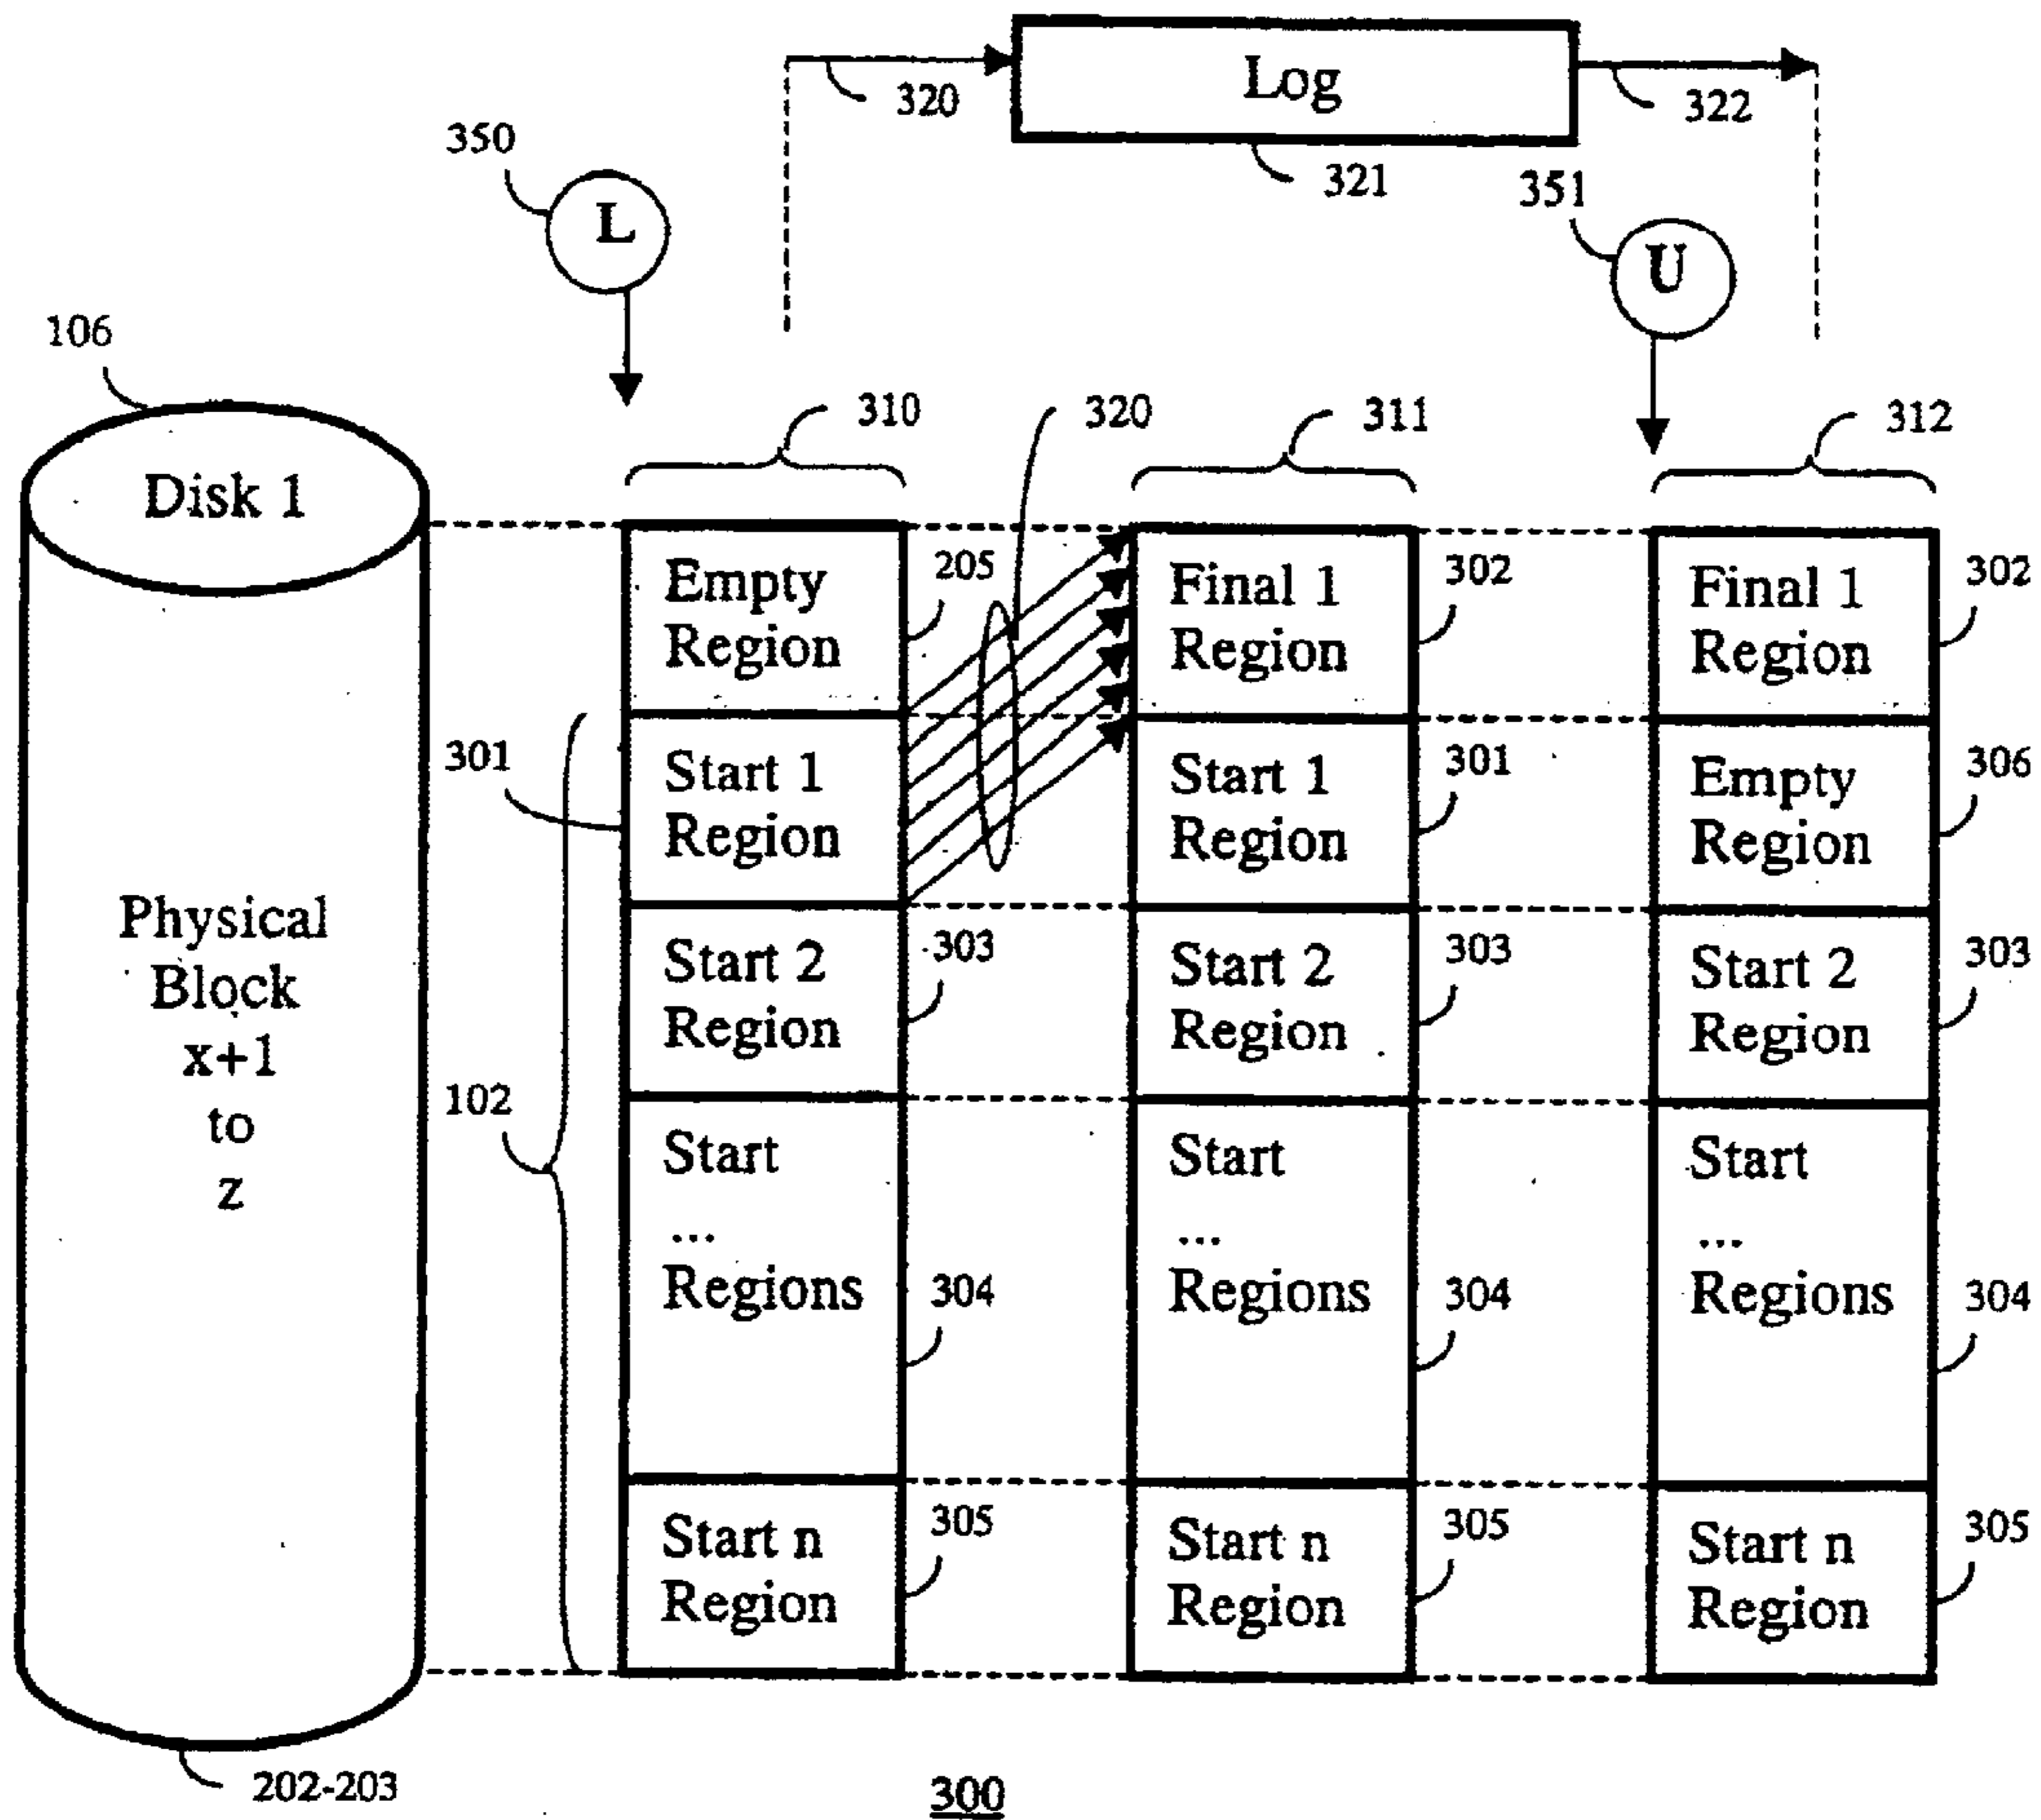 Log
320
322
321
350
L
351
U
106
310
320
311
312
Disk 1
Empty
Region
205
Final 1
Region
302
Final 1
Region
302
301
Start 1
Region
Start 1
Region
301
Empty
Region
306
Physical
Block
x+1
to
z
Start 2
Region
303
Start 2
Region
303
Start 2
Region
303
102
Start
...
Regions
304
Start
...
Regions
304
Start
...
Regions
304
Start n
Region
305
Start n
Region
305
Start n
Region
305
202-203
300